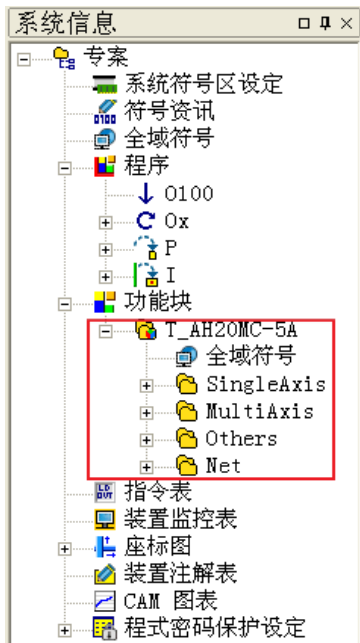 系统信息
专案
系统符号区设定
符号资讯
全域符号
程序
O100
Ox
P
I
功能块
T_AH20MC-5A
全域符号
SingleAxis
MultiAxis
Others
Net
指令表
装置监控表
座标图
装置注解表
CAM 图表
程式密码保护设定